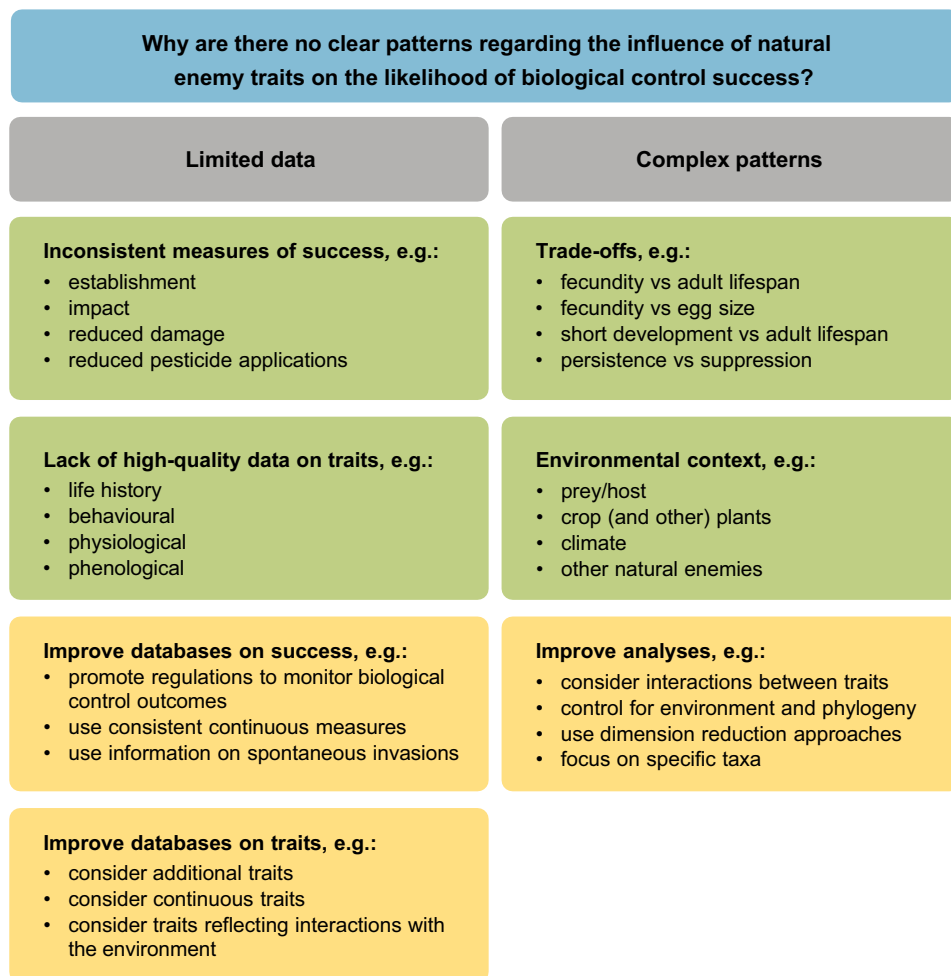 Why are there no clear patterns regarding the influence of natural
enemy traits on the likelihood of biological control success?
Limited data
Inconsistent measures of success, e.g.:
• establishment
• impact
• reduced damage
• reduced pesticide applications
Lack of high-quality data on traits, e.g.:
• life history
• behavioural
• physiological
• phenological
Improve databases on success, e.g.:
• promote regulations to monitor biological
control outcomes
• use consistent continuous measures
• use information on spontaneous invasions
Improve databases on traits, e.g.:
• consider additional traits
• consider continuous traits
• consider traits reflecting interactions with
the environment
Complex patterns
Trade-offs, e.g.:
• fecundity vs adult lifespan
• fecundity vs egg size
• short development vs adult lifespan
• persistence vs suppression
Environmental context, e.g.:
• prey/host
• crop (and other) plants
• climate
• other natural enemies
Improve analyses, e.g.:
• consider interactions between traits
• control for environment and phylogeny
• use dimension reduction approaches
• focus on specific taxa